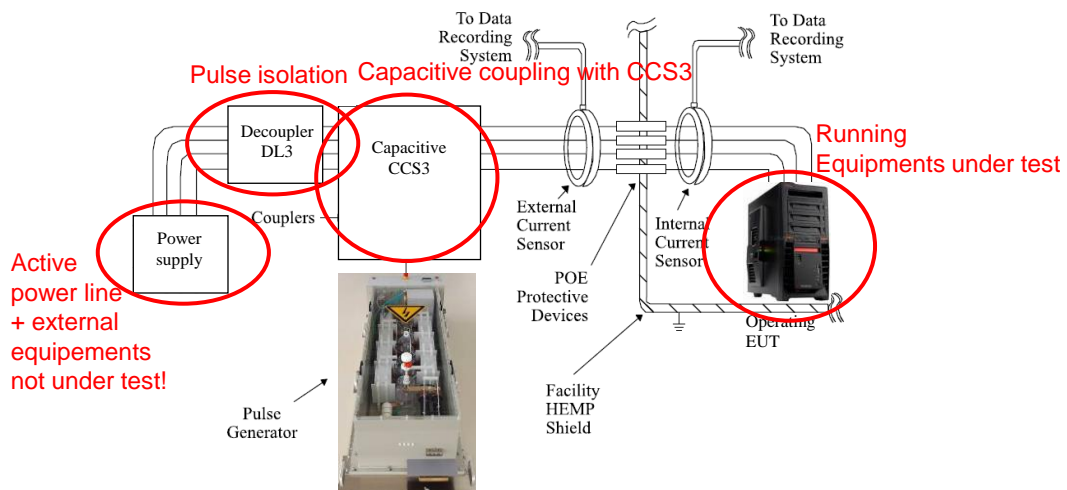 To Data
Recording
System
To Data
Recording
System
Pulse isolation
Capacitive coupling with CCS3
Decoupler
DL3
Capacitive
CCS3
Running
Equipments under test
Couplers
Power
supply
External
Current
Sensor
Internal
Current
Sensor
Active
power line
+ external
equipements
not under test!
POE
Protective
Devices
Operating
EUT
Pulse
Generator
Facility
HEMP
Shield